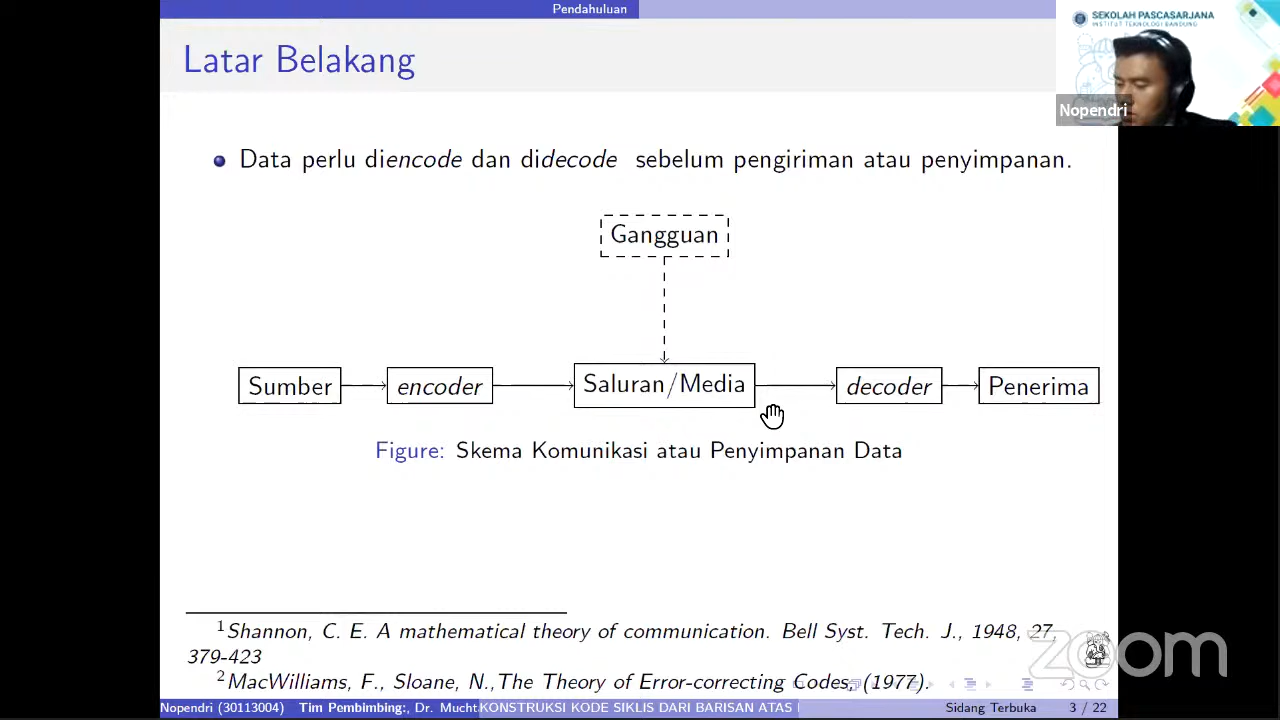 Pendahuluan
SEKOLAH PASCASARJANA
INSTITUT TEKNOLOGI BANDUNG
Latar Belakang
Nopendri
Data perlu diencode dan didecode sebelum pengiriman atau penyimpanan.
Gangguan
Sumber
encoder
Saluran/Media
decoder
Penerima
Figure: Skema Komunikasi atau Penyimpanan Data
1Shannon, C. E. A mathematical theory of communication. Bell Syst. Tech. J., 1948, 27,
379-423
2MacWilliams, F., Sloane, N.,The Theory of Error-correcting Codes, (1977).
zoom
Nopendri (30113004) Tim Pembimbing:, Dr. Mucht.KONSTRUKSI KODE SIKLIS DARI BARISAN ATAS Sidang Terbuka 3 / 22